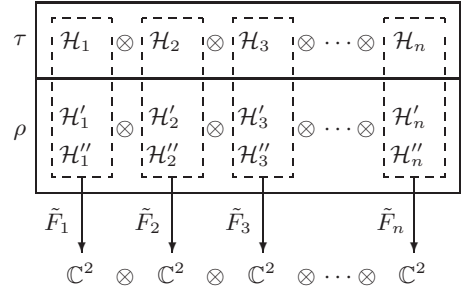 τ ℋ₁ ⊗ ℋ₂ ⊗ ℋ₃ ⊗ ⋯ ⊗ ℋₙ
ρ ℋ′₁ ⊗ ℋ′₂ ⊗ ℋ′₃ ⊗ ⋯ ⊗ ℋ′ₙ
ℋ″₁ ℋ″₂ ℋ″₃ ℋ″ₙ
F̃₁ F̃₂ F̃₃ F̃ₙ
ℂ² ⊗ ℂ² ⊗ ℂ² ⊗ ⋯ ⊗ ℂ²